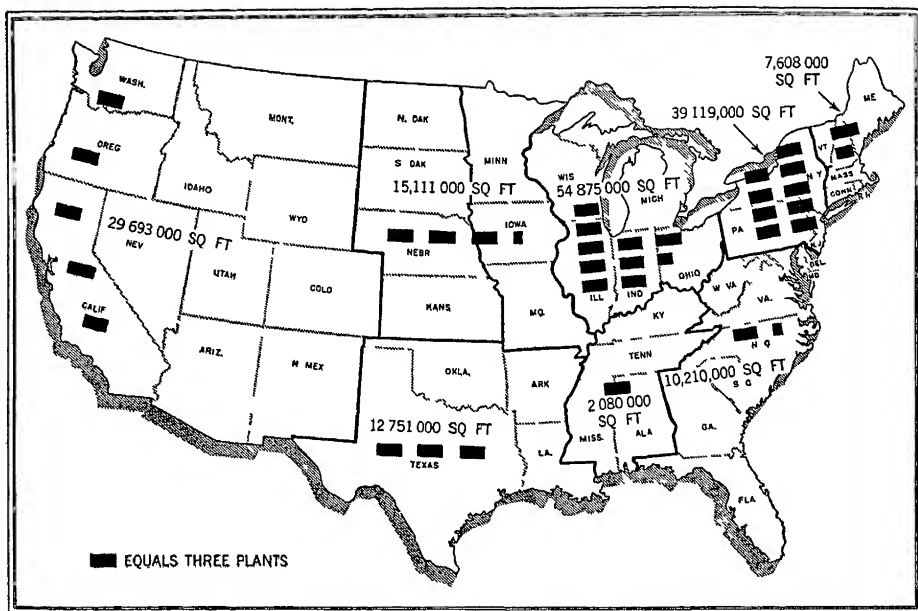 7,608 000
SQ FT
39 119,000 SQ FT
WASH.
MONT.
N. DAK
MINN
ME
VT
OREG
IDAHO
S DAK
WIS
MICH
N Y
MASS
CONN.
R I
15,111 000 SQ FT
54 875000 SQ FT
WYO
IOWA
PA
N J
29 693 000 SQ FT
NEV
UTAH
COLO
NEBR
ILL
IND
OHIO
W VA
DEL
MD
CALIF
KANS
MO.
KY
VA.
ARIZ.
N MEX
OKLA.
ARK
TENN
N C
S C
10,210,000 SQ FT
2 080 000
SQ FT
12 751 000 SQ FT
TEXAS
LA.
MISS.
ALA
GA.
FLA
EQUALS THREE PLANTS